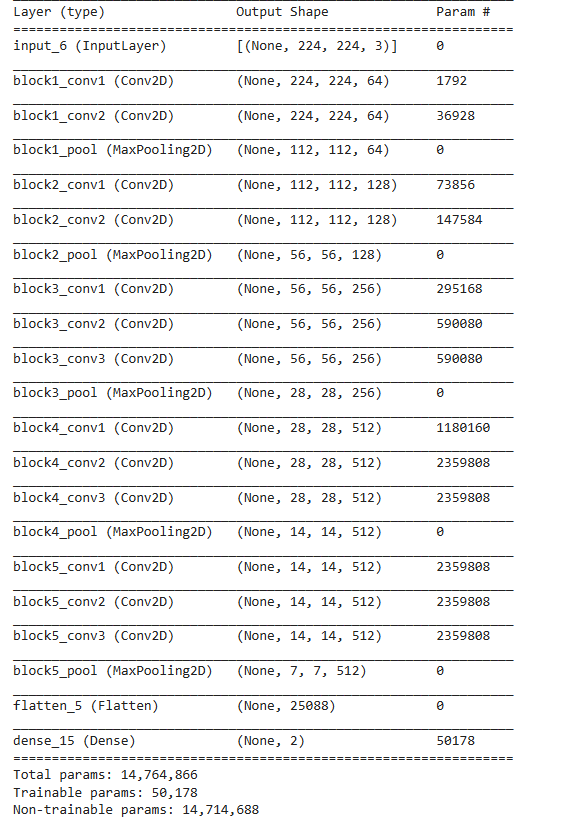 Layer (type) Output Shape Param #
=================================================================
input_6 (InputLayer) [(None, 224, 224, 3)] 0
block1_conv1 (Conv2D) (None, 224, 224, 64) 1792
block1_conv2 (Conv2D) (None, 224, 224, 64) 36928
block1_pool (MaxPooling2D) (None, 112, 112, 64) 0
block2_conv1 (Conv2D) (None, 112, 112, 128) 73856
block2_conv2 (Conv2D) (None, 112, 112, 128) 147584
block2_pool (MaxPooling2D) (None, 56, 56, 128) 0
block3_conv1 (Conv2D) (None, 56, 56, 256) 295168
block3_conv2 (Conv2D) (None, 56, 56, 256) 590080
block3_conv3 (Conv2D) (None, 56, 56, 256) 590080
block3_pool (MaxPooling2D) (None, 28, 28, 256) 0
block4_conv1 (Conv2D) (None, 28, 28, 512) 1180160
block4_conv2 (Conv2D) (None, 28, 28, 512) 2359808
block4_conv3 (Conv2D) (None, 28, 28, 512) 2359808
block4_pool (MaxPooling2D) (None, 14, 14, 512) 0
block5_conv1 (Conv2D) (None, 14, 14, 512) 2359808
block5_conv2 (Conv2D) (None, 14, 14, 512) 2359808
block5_conv3 (Conv2D) (None, 14, 14, 512) 2359808
block5_pool (MaxPooling2D) (None, 7, 7, 512) 0
flatten_5 (Flatten) (None, 25088) 0
dense_15 (Dense) (None, 2) 50178
=================================================================
Total params: 14,764,866
Trainable params: 50,178
Non-trainable params: 14,714,688